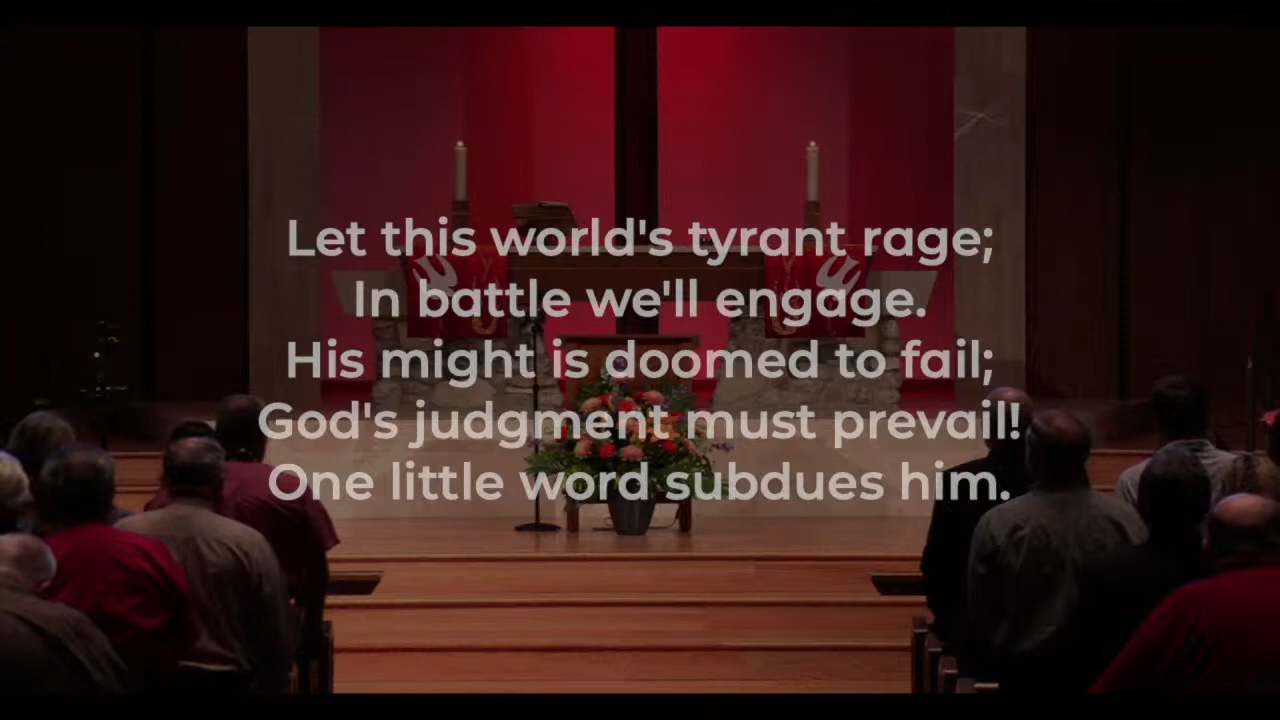 Let this world's tyrant rage;
In battle we'll engage.
His might is doomed to fail;
God's judgment must prevail!
One little word subdues him.